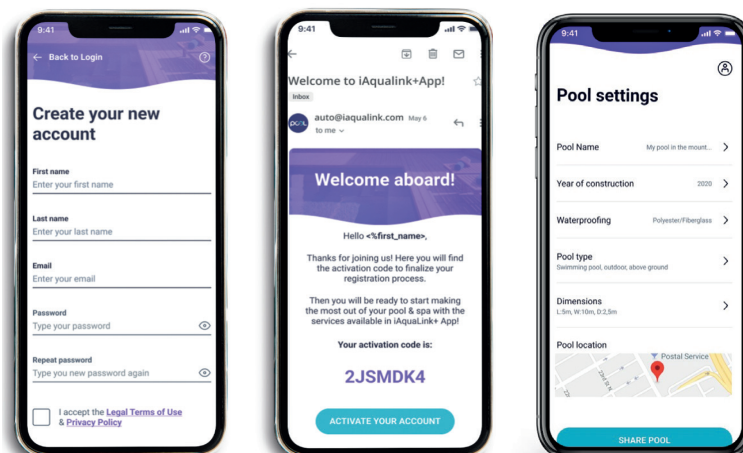 9:41
← Back to Login
Create your new
account
First name
Enter your first name
Last name
Enter your last name
Email
Enter your email
Password
Type your password
Repeat password
Type you new password again
I accept the Legal Terms of Use
& Privacy Policy
9:41
Welcome to iAqualink+App!
Inbox
auto@iaqualink.com May 6
to me
Welcome aboard!
Hello <%first_name>,
Thanks for joining us! Here you will find
the activation code to finalize your
registration process.
Then you will be ready to start making
the most out of your pool & spa with the
services available in iAquaLink+ App!
Your activation code is:
2JSMDK4
ACTIVATE YOUR ACCOUNT
9:41
Pool settings
Pool Name My pool in the mount...
Year of construction 2020
Waterproofing Polyester/Fiberglass
Pool type
Swimming pool, outdoor, above ground
Dimensions
L:5m, W:10m, D:2,5m
Pool location
Postal Service
23rd St N
SHARE POOL